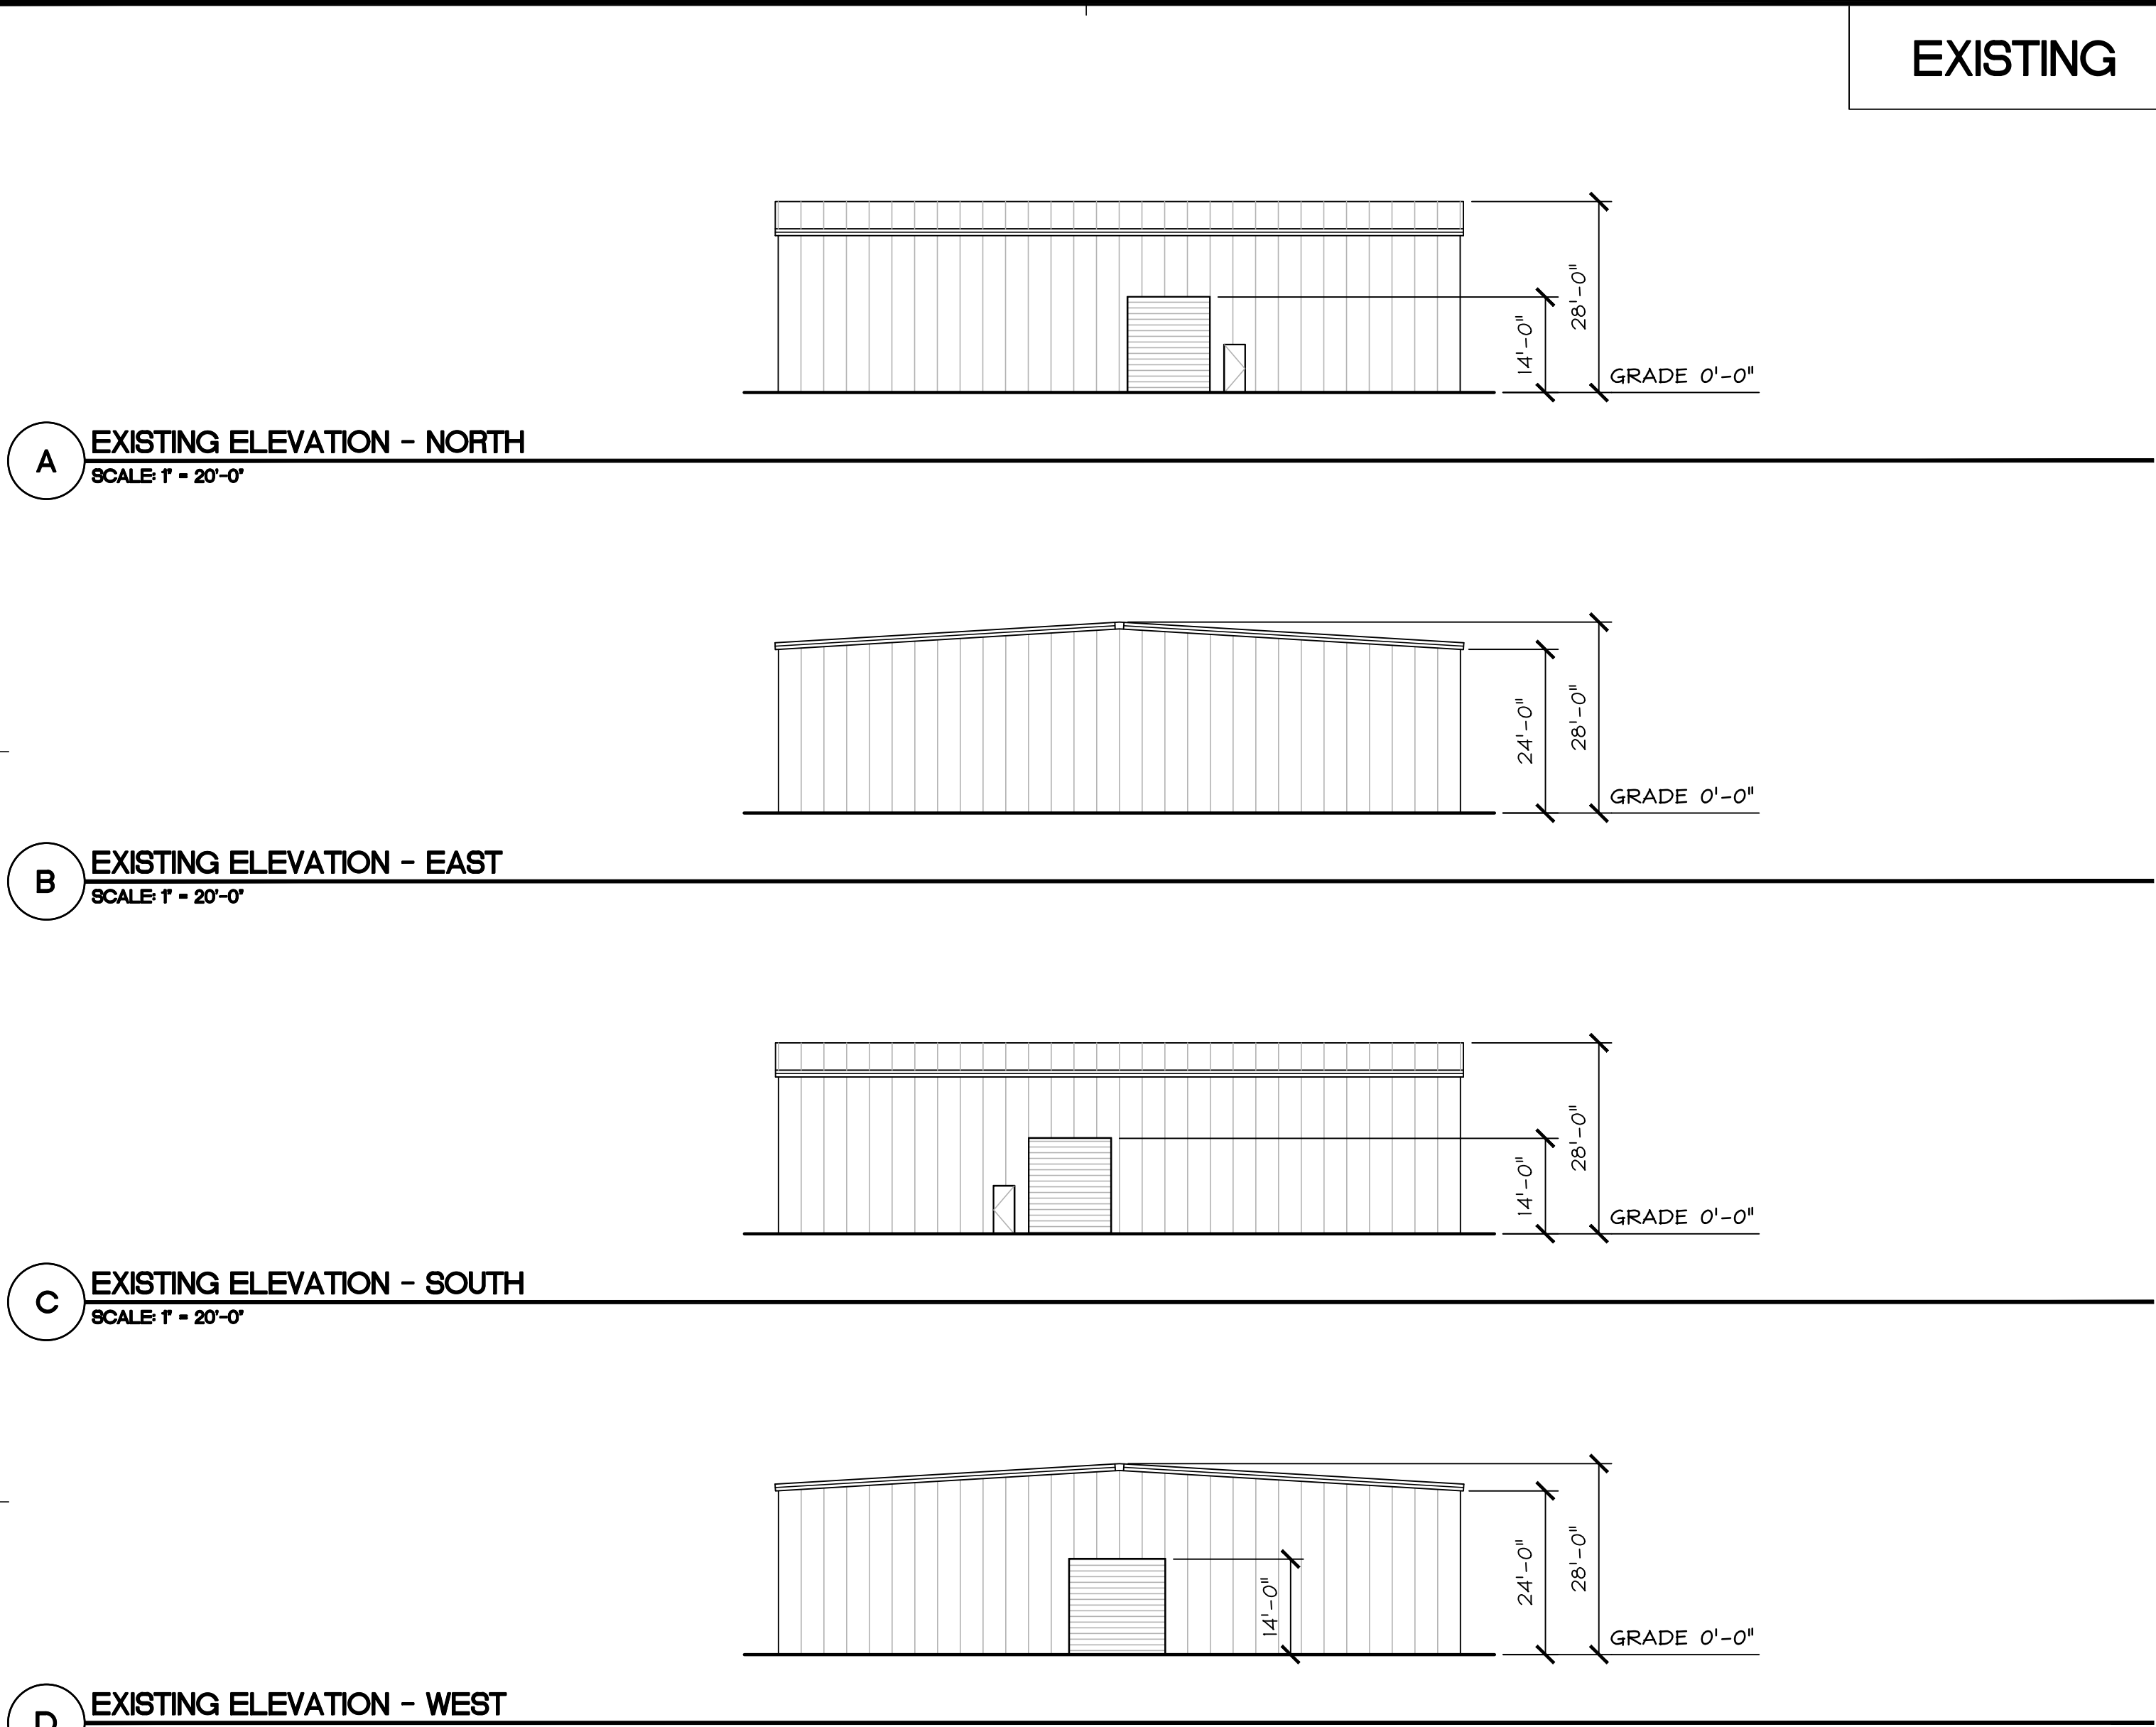 EXISTING
28'-0"
14'-0"
GRADE 0'-0"
A
EXISTING ELEVATION - NORTH
SCALE: 1" = 20'-0"
24'-0"
28'-0"
GRADE 0'-0"
B
EXISTING ELEVATION - EAST
SCALE: 1" = 20'-0"
28'-0"
14'-0"
GRADE 0'-0"
C
EXISTING ELEVATION - SOUTH
SCALE: 1" = 20'-0"
14'-0"
24'-0"
28'-0"
GRADE 0'-0"
D
EXISTING ELEVATION - WEST